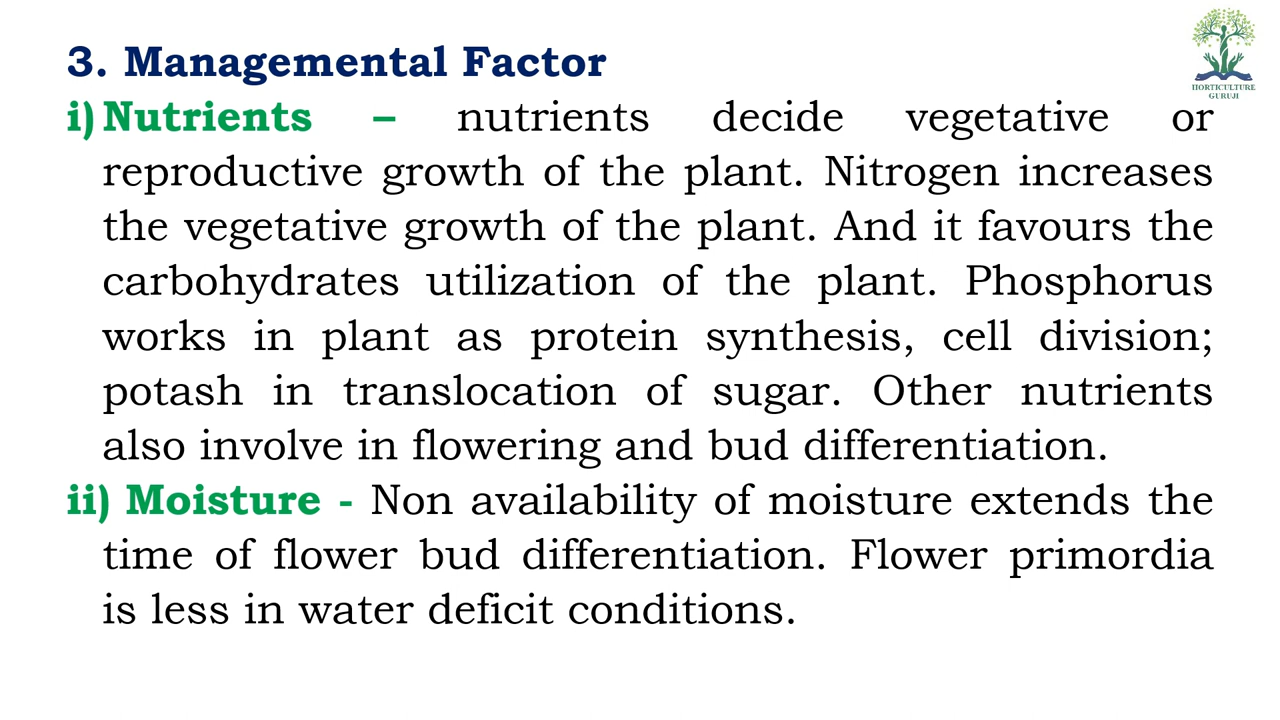 3. Managemental Factor
HORTICULTURE
GURUJI
i) Nutrients – nutrients decide vegetative or
reproductive growth of the plant. Nitrogen increases
the vegetative growth of the plant. And it favours the
carbohydrates utilization of the plant. Phosphorus
works in plant as protein synthesis, cell division;
potash in translocation of sugar. Other nutrients
also involve in flowering and bud differentiation.
ii) Moisture - Non availability of moisture extends the
time of flower bud differentiation. Flower primordia
is less in water deficit conditions.